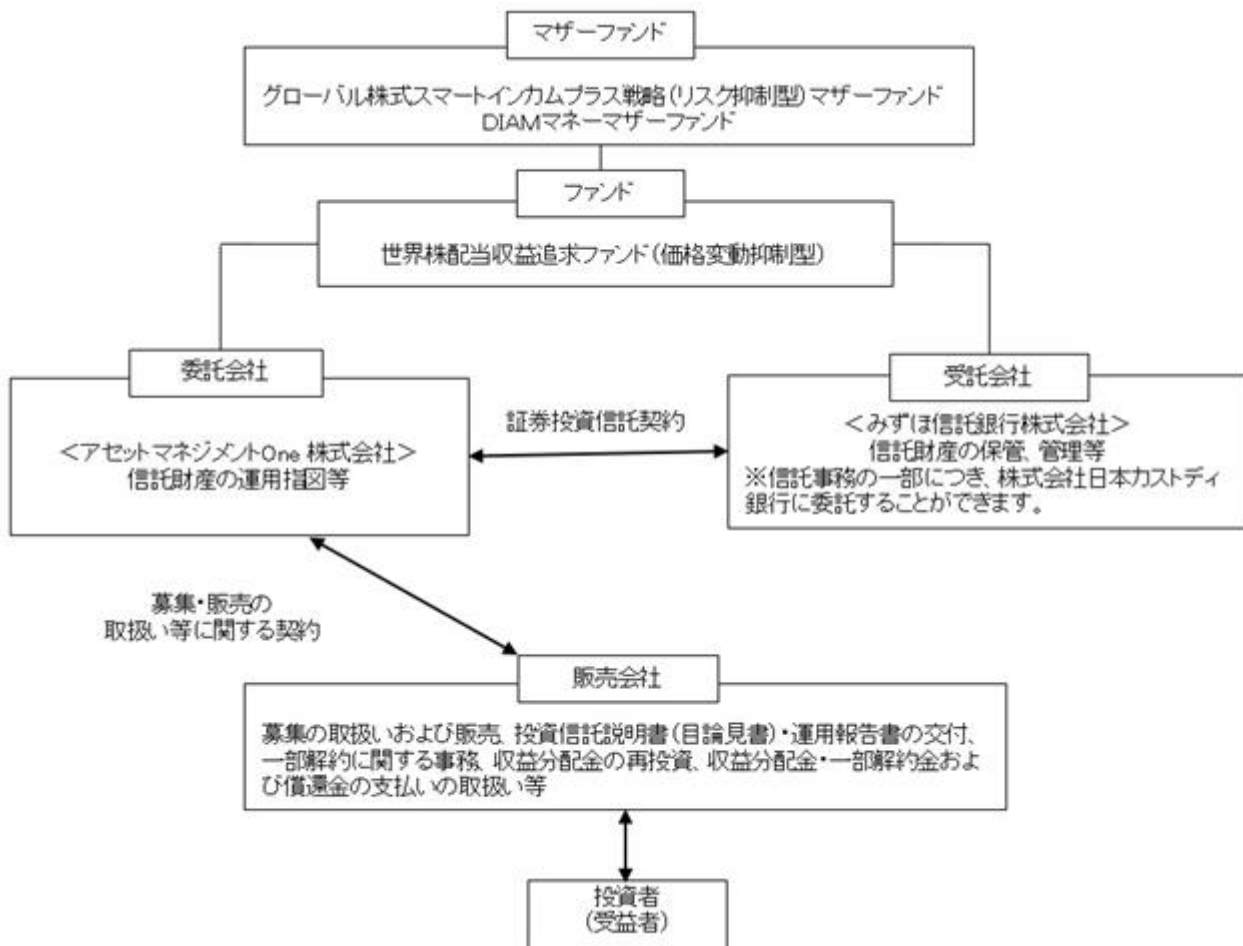 マザーファンド
グローバル株式スマートインカムプラス戦略(リスク抑制型)マザーファンド
DIAMマネーマザーファンド
ファンド
世界株配当収益追求ファンド(価格変動抑制型)
委託会社
<アセットマネジメントOne 株式会社>
信託財産の運用指図等
証券投資信託契約
受託会社
<みずほ信託銀行株式会社>
信託財産の保管、管理等
※信託事務の一部につき、株式会社日本カストディ
銀行に委託することができます。
募集・販売の
取扱い等に関する契約
販売会社
募集の取扱いおよび販売、投資信託説明書(目論見書)・運用報告書の交付、
一部解約に関する事務、収益分配金の再投資、収益分配金・一部解約金およ
び償還金の支払いの取扱い等
投資者
(受益者)